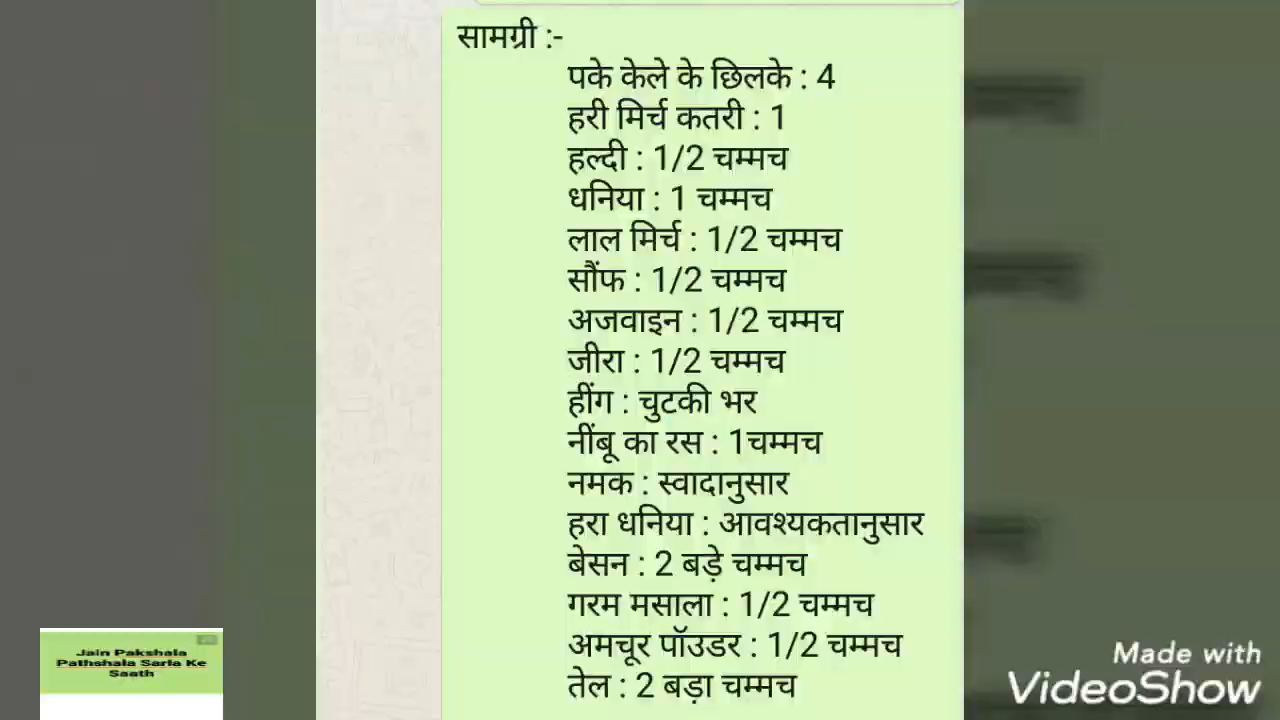 सामग्री :-
पके केले के छिलके : 4
हरी मिर्च कतरी : 1
हल्दी : 1/2 चम्मच
धनिया : 1 चम्मच
लाल मिर्च : 1/2 चम्मच
सौंफ : 1/2 चम्मच
अजवाइन : 1/2 चम्मच
जीरा : 1/2 चम्मच
हींग : चुटकी भर
नींबू का रस : 1चम्मच
नमक : स्वादानुसार
हरा धनिया : आवश्यकतानुसार
बेसन : 2 बड़े चम्मच
गरम मसाला : 1/2 चम्मच
अमचूर पॉउडर : 1/2 चम्मच
तेल : 2 बड़ा चम्मच
Jain Pakshala
Pathshala Sarla Ke
Saath
Made with
VideoShow